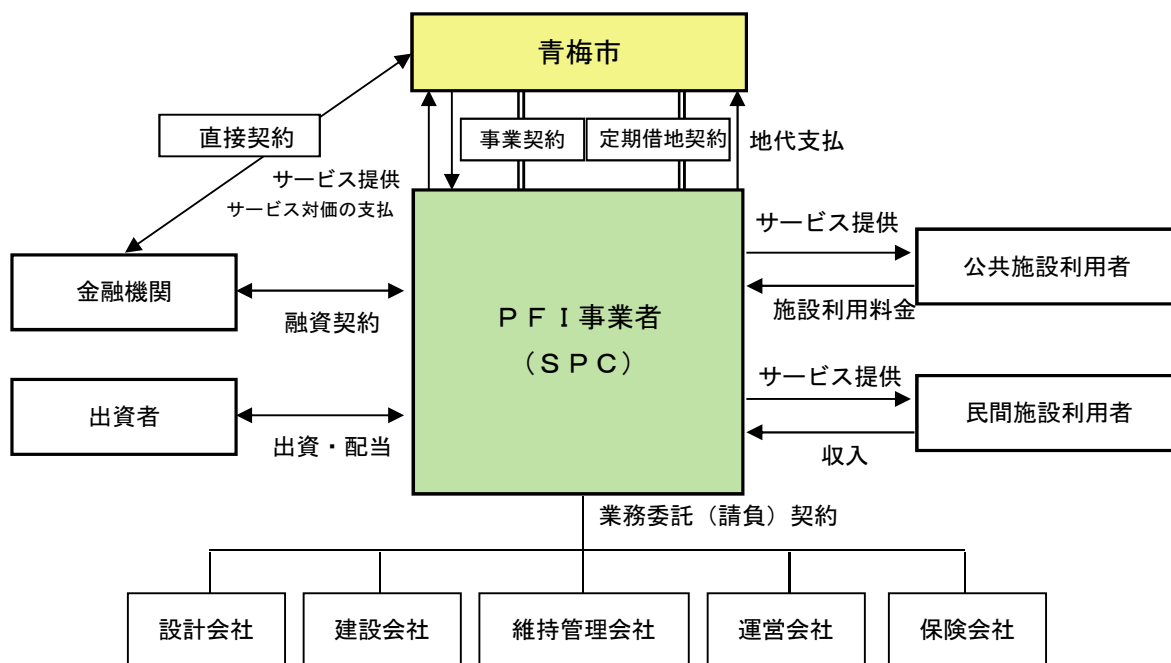 青梅市
直接契約
事業契約
定期借地契約
地代支払
サービス提供
サービス対価の支払
サービス提供
金融機関
公共施設利用者
融資契約
施設利用料金
PFI事業者
(SPC)
サービス提供
出資者
民間施設利用者
出資・配当
収入
業務委託(請負)契約
設計会社
建設会社
維持管理会社
運営会社
保険会社